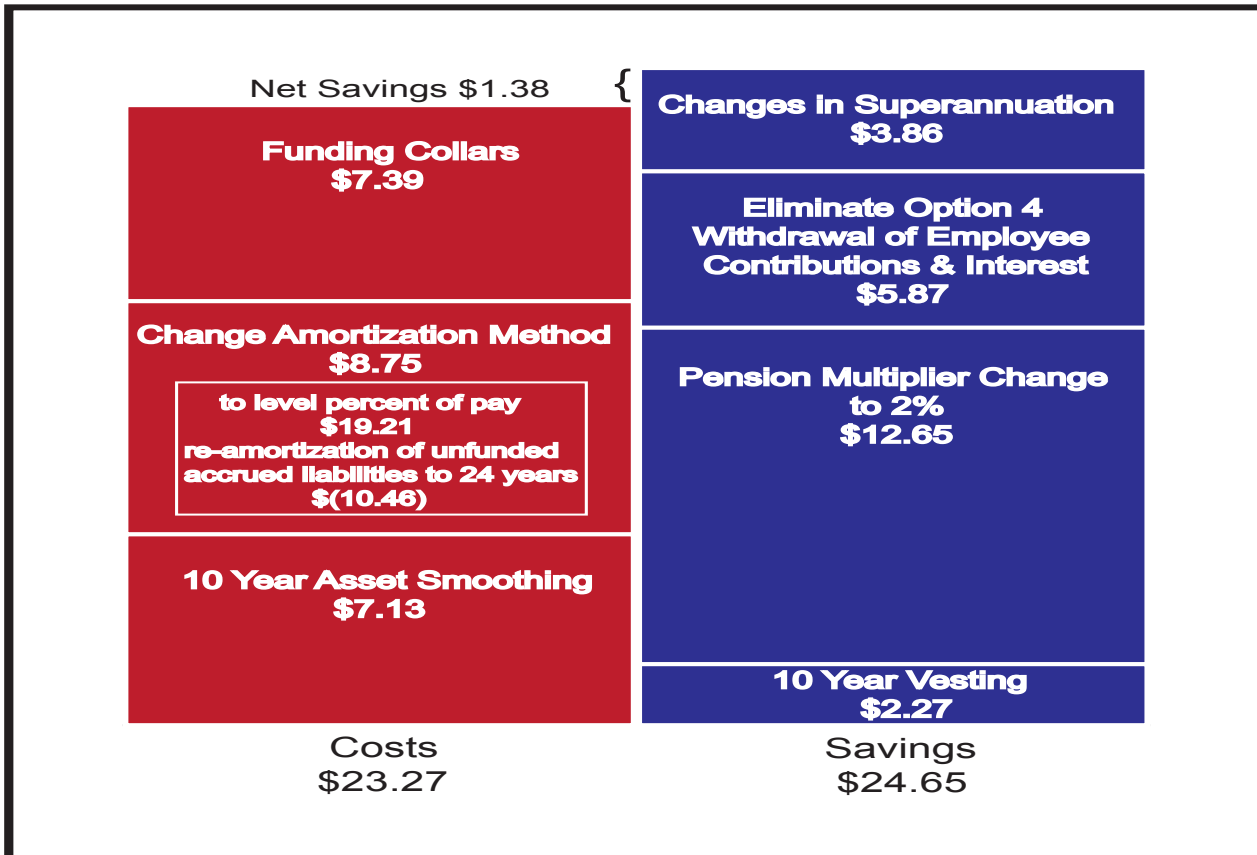 Net Savings $1.38 {
Funding Collars
$7.39
Change Amortization Method
$8.75
to level percent of pay
$19.21
re-amortization of unfunded
accrued liabilities to 24 years
$(10.46)
10 Year Asset Smoothing
$7.13
Costs
$23.27
Changes in Superannuation
$3.86
Eliminate Option 4
Withdrawal of Employee
Contributions & Interest
$5.87
Pension Multiplier Change
to 2%
$12.65
10 Year Vesting
$2.27
Savings
$24.65